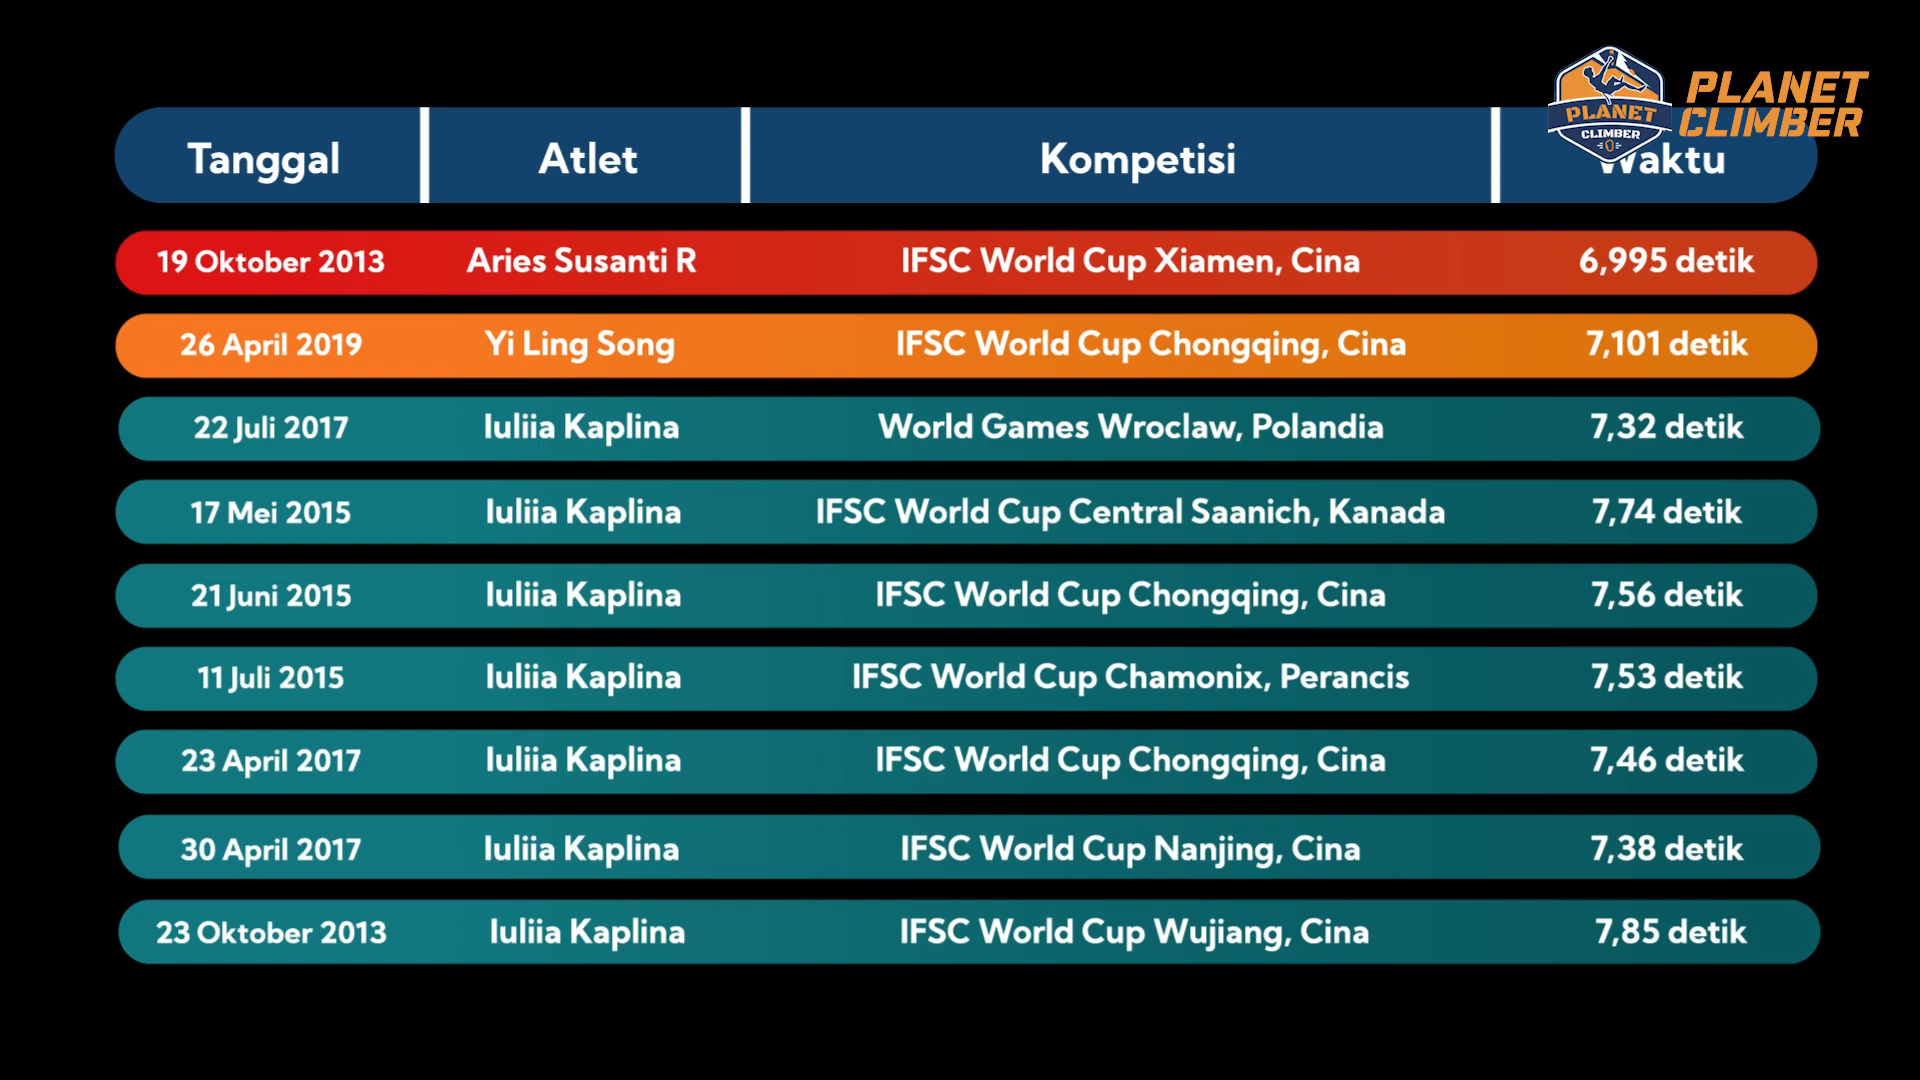 PLANET CLIMBER
PLANET
CLIMBER
Tanggal Atlet Kompetisi Waktu
19 Oktober 2013 Aries Susanti R IFSC World Cup Xiamen, Cina 6,995 detik
26 April 2019 Yi Ling Song IFSC World Cup Chongqing, Cina 7,101 detik
22 Juli 2017 Iuliia Kaplina World Games Wroclaw, Polandia 7,32 detik
17 Mei 2015 Iuliia Kaplina IFSC World Cup Central Saanich, Kanada 7,74 detik
21 Juni 2015 Iuliia Kaplina IFSC World Cup Chongqing, Cina 7,56 detik
11 Juli 2015 Iuliia Kaplina IFSC World Cup Chamonix, Perancis 7,53 detik
23 April 2017 Iuliia Kaplina IFSC World Cup Chongqing, Cina 7,46 detik
30 April 2017 Iuliia Kaplina IFSC World Cup Nanjing, Cina 7,38 detik
23 Oktober 2013 Iuliia Kaplina IFSC World Cup Wujiang, Cina 7,85 detik